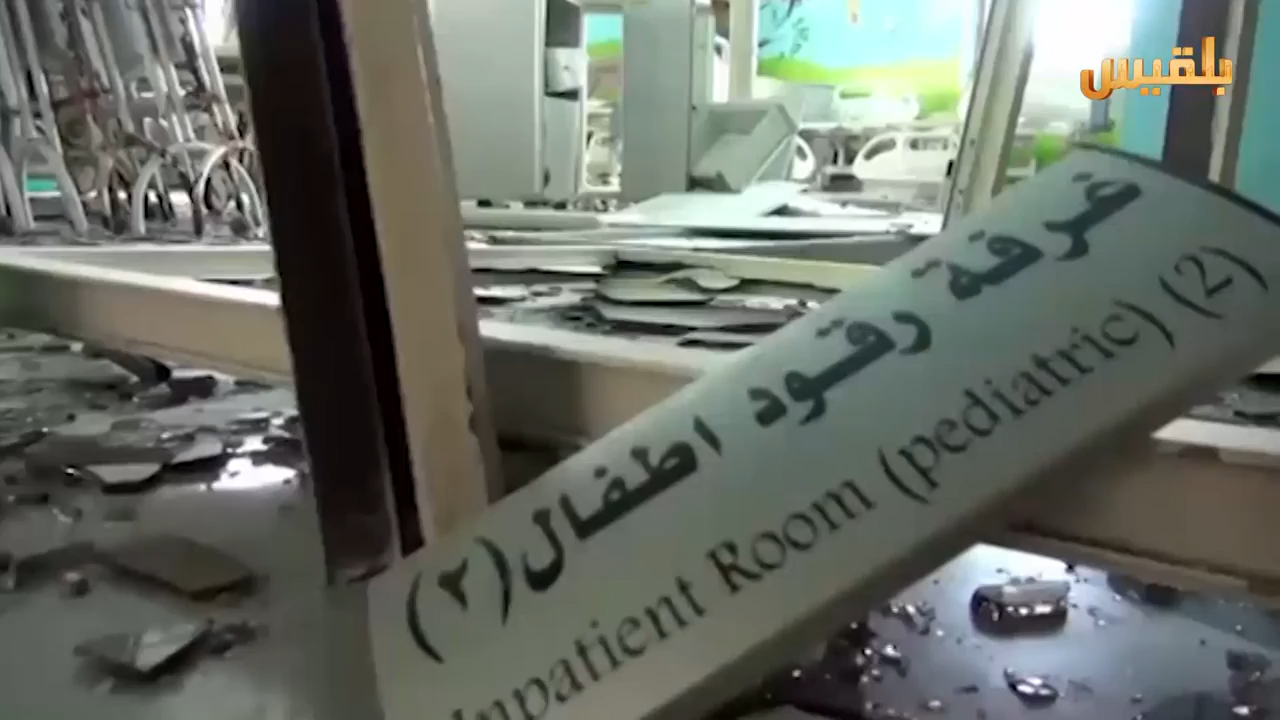 بلقيس
غرفة رقود اطفال (٢)
Inpatient Room (pediatric) (2)